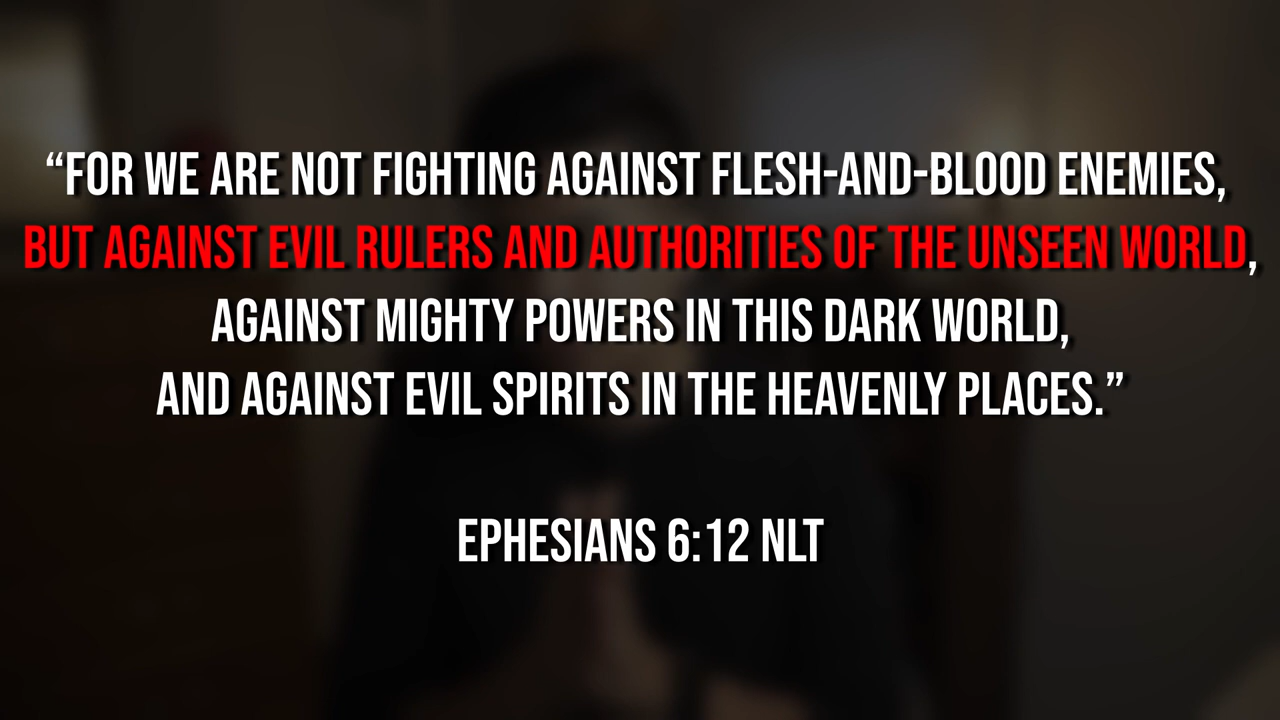 “FOR WE ARE NOT FIGHTING AGAINST FLESH-AND-BLOOD ENEMIES,
BUT AGAINST EVIL RULERS AND AUTHORITIES OF THE UNSEEN WORLD,
AGAINST MIGHTY POWERS IN THIS DARK WORLD,
AND AGAINST EVIL SPIRITS IN THE HEAVENLY PLACES.”
EPHESIANS 6:12 NLT